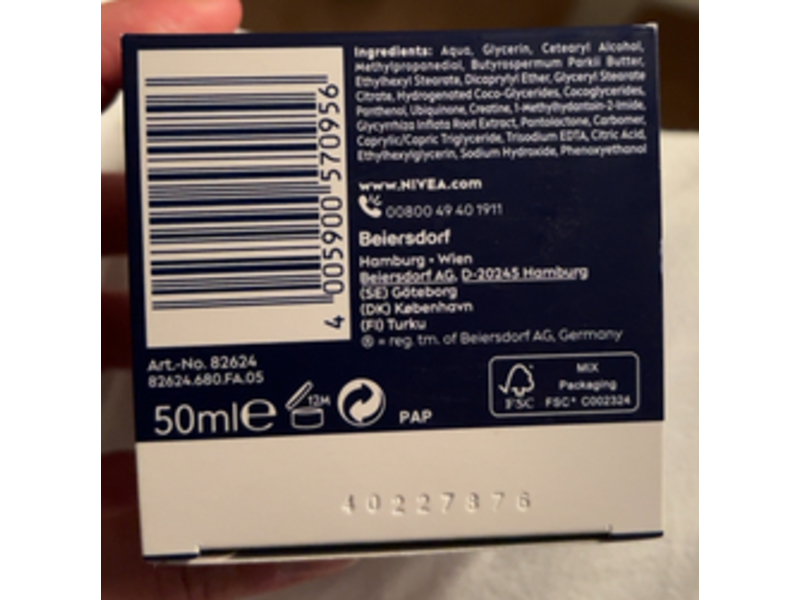 Ingredients: Aqua, Glycerin, Cetearyl Alcohol,
Methylpropanediol, Butyrospermum Parkii Butter,
Ethylhexyl Stearate, Dicaprylyl Ether, Glyceryl Stearate
Citrate, Hydrogenated Coco-Glycerides, Cocoglycerides,
Panthenol, Ubiquinone, Creatine, 1-Methylhydantoin-2-Imide,
Glycyrrhiza Inflata Root Extract, Pantolactone, Carbomer,
Caprylic/Capric Triglyceride, Trisodium EDTA, Citric Acid,
Ethylhexylglycerin, Sodium Hydroxide, Phenoxyethanol
www.NIVEA.com
00800 49 40 1911
Beiersdorf
Hamburg - Wien
Beiersdorf AG, D-20245 Hamburg
(SE) Göteborg
(DK) København
(FI) Turku
® = reg. tm. of Beiersdorf AG, Germany
4 005900 570956
Art.-No. 82624
82624.680.FA.05
50ml℮
12M
PAP
FSC
MIX
Packaging
FSC® C002324
40227876